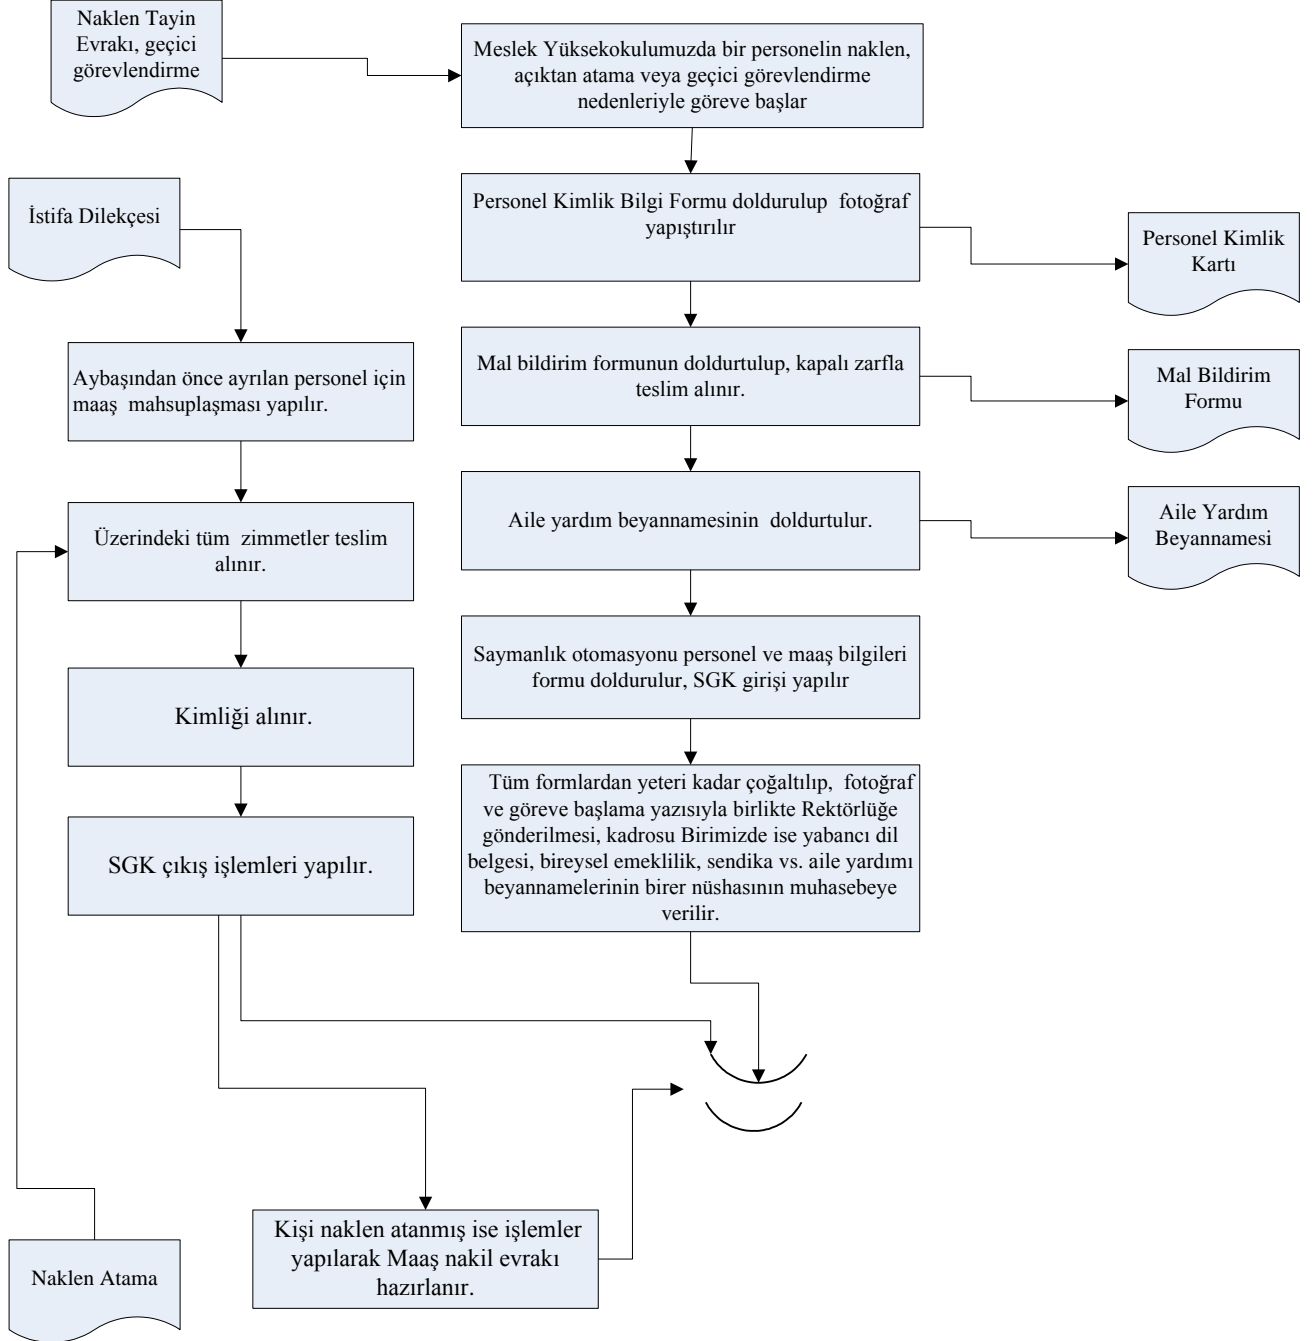 Naklen Tayin
Evrakı, geçici
görevlendirme
Meslek Yüksekokulumuzda bir personelin naklen,
açıktan atama veya geçici görevlendirme
nedenleriyle göreve başlar
İstifa Dilekçesi
Personel Kimlik Bilgi Formu doldurulup fotoğraf
yapıştırılır
Personel Kimlik
Kartı
Aybaşından önce ayrılan personel için
maaş mahsuplaşması yapılır.
Mal bildirim formunun doldurtulup, kapalı zarfla
teslim alınır.
Mal Bildirim
Formu
Üzerindeki tüm zimmetler teslim
alınır.
Aile yardım beyannamesinin doldurtulur.
Aile Yardım
Beyannamesi
Kimliği alınır.
Saymanlık otomasyonu personel ve maaş bilgileri
formu doldurulur, SGK girişi yapılır
SGK çıkış işlemleri yapılır.
Tüm formlardan yeteri kadar çoğaltılıp, fotoğraf
ve göreve başlama yazısıyla birlikte Rektörlüğe
gönderilmesi, kadrosu Birimizde ise yabancı dil
belgesi, bireysel emeklilik, sendika vs. aile yardımı
beyannamelerinin birer nüshasının muhasebeye
verilir.
Kişi naklen atanmış ise işlemler
yapılarak Maaş nakil evrakı
hazırlanır.
Naklen Atama